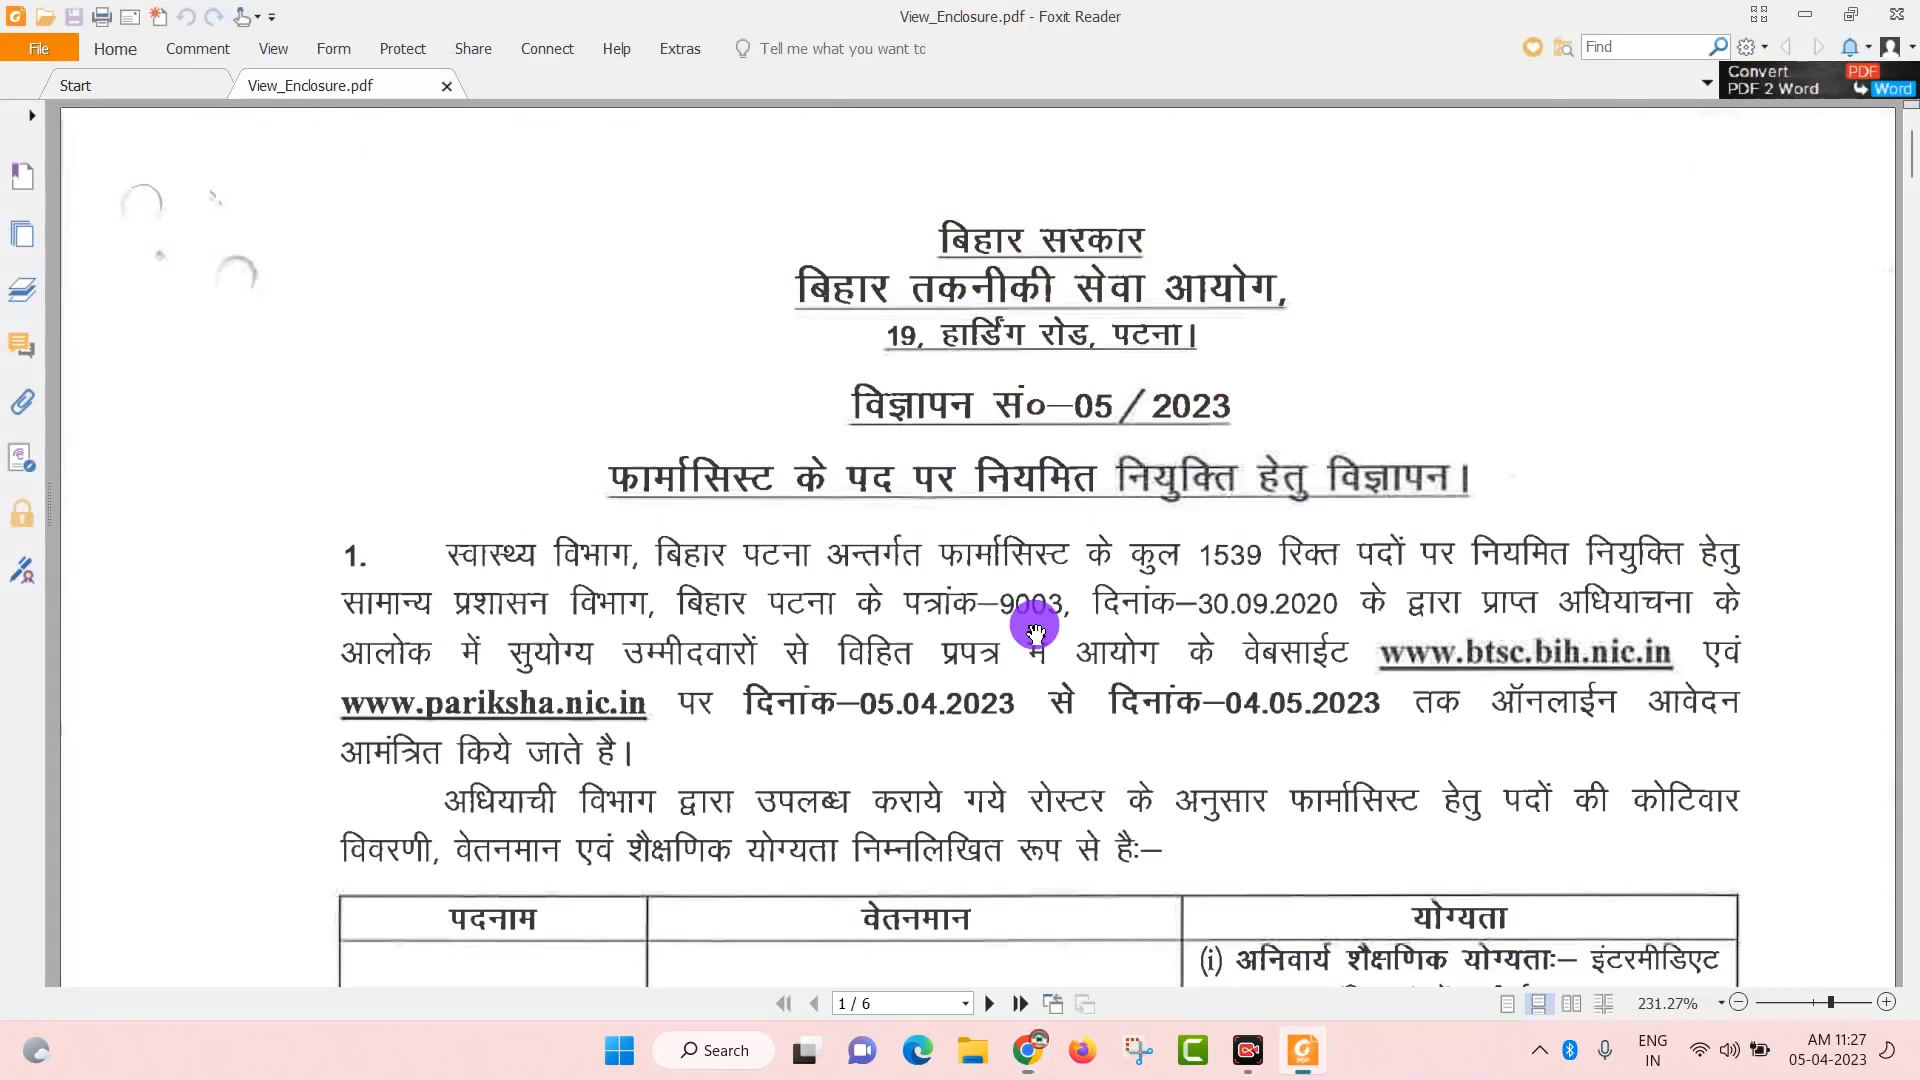 View_Enclosure.pdf - Foxit Reader
File Home Comment View Form Protect Share Connect Help Extras Tell me what you want to Find
Start View_Enclosure.pdf
Convert PDF
PDF 2 Word Word
बिहार सरकार
बिहार तकनीकी सेवा आयोग,
19, हार्डिंग रोड, पटना।
विज्ञापन सं०–05/2023
फार्मासिस्ट के पद पर नियमित नियुक्ति हेतु विज्ञापन।
1. स्वास्थ्य विभाग, बिहार पटना अन्तर्गत फार्मासिस्ट के कुल 1539 रिक्त पदों पर नियमित नियुक्ति हेतु
सामान्य प्रशासन विभाग, बिहार पटना के पत्रांक–9003, दिनांक–30.09.2020 के द्वारा प्राप्त अधियाचना के
आलोक में सुयोग्य उम्मीदवारों से विहित प्रपत्र में आयोग के वेबसाईट www.btsc.bih.nic.in एवं
www.pariksha.nic.in पर दिनांक–05.04.2023 से दिनांक–04.05.2023 तक ऑनलाईन आवेदन
आमंत्रित किये जाते है।
अधियाची विभाग द्वारा उपलब्ध कराये गये रोस्टर के अनुसार फार्मासिस्ट हेतु पदों की कोटिवार
विवरणी, वेतनमान एवं शैक्षणिक योग्यता निम्नलिखित रूप से है:–
पदनाम वेतनमान योग्यता
(i) अनिवार्य शैक्षणिक योग्यताः– इंटरमीडिएट
1 / 6 231.27%
Search ENG AM 11:27
IN 05-04-2023